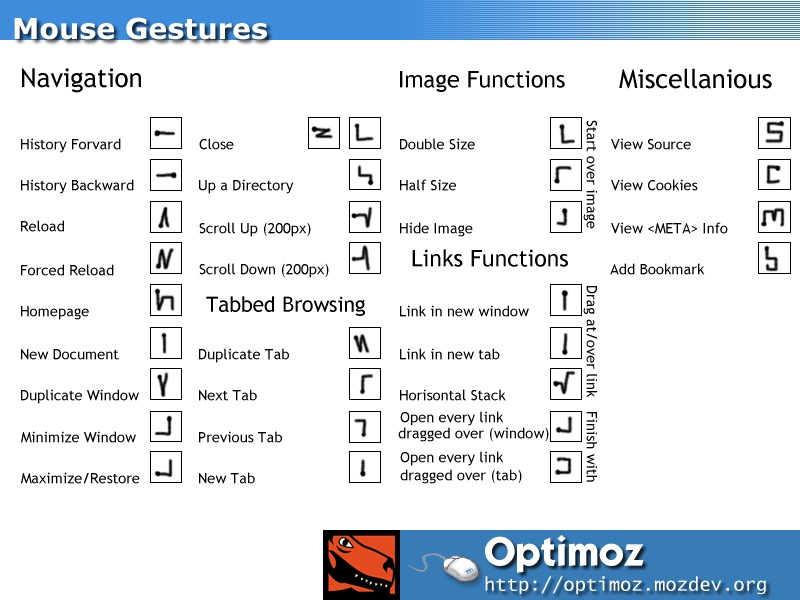 Mouse Gestures
Navigation
History Forvard
History Backward
Reload
Forced Reload
Homepage
New Document
Duplicate Window
Minimize Window
Maximize/Restore
Close
Up a Directory
Scroll Up (200px)
Scroll Down (200px)
Tabbed Browsing
Duplicate Tab
Next Tab
Previous Tab
New Tab
Image Functions
Double Size
Half Size
Hide Image
Start over image
Links Functions
Link in new window
Link in new tab
Horisontal Stack
Drag at/over link
Open every link
dragged over (window)
Open every link
dragged over (tab)
Finish with
Miscellanious
View Source
View Cookies
View <META> Info
Add Bookmark
Optimoz
http://optimoz.mozdev.org